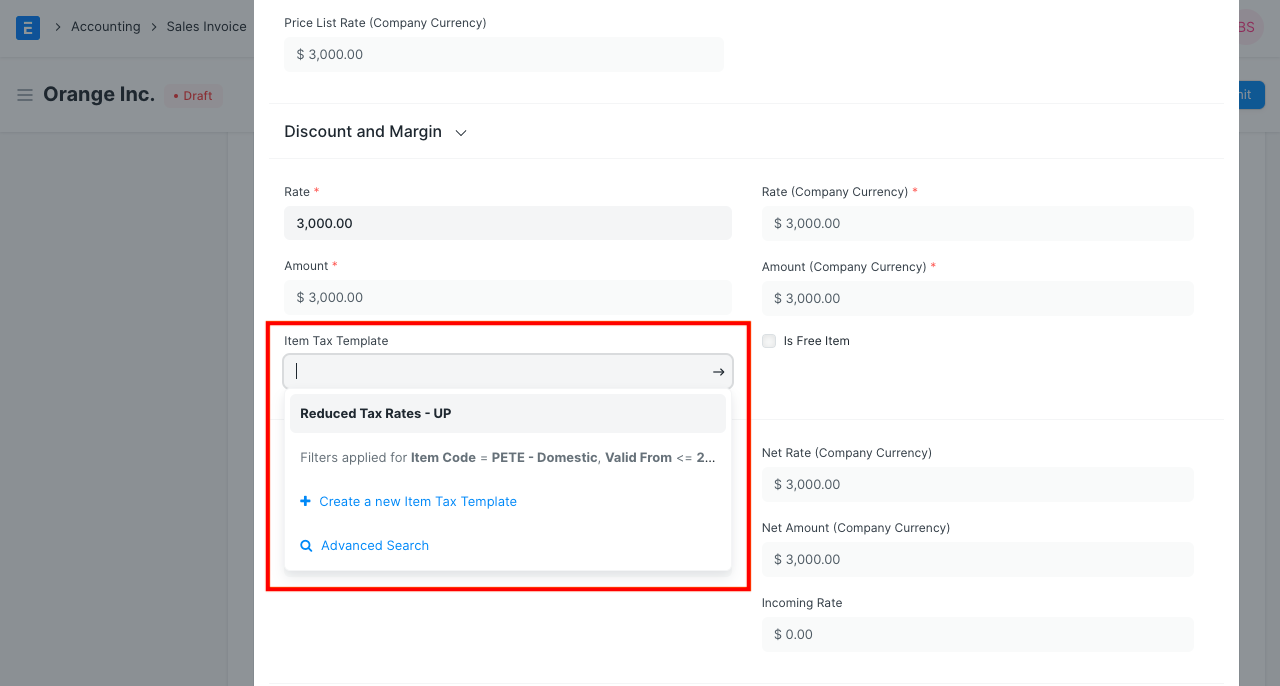 E > Accounting > Sales Invoice
BS
Orange Inc. • Draft
Price List Rate (Company Currency)
$ 3,000.00
Discount and Margin
Rate *
3,000.00
Rate (Company Currency) *
$ 3,000.00
Amount *
$ 3,000.00
Amount (Company Currency) *
$ 3,000.00
Item Tax Template
Is Free Item
Reduced Tax Rates - UP
Filters applied for Item Code = PETE - Domestic, Valid From <= 2...
Create a new Item Tax Template
Advanced Search
Net Rate (Company Currency)
$ 3,000.00
Net Amount (Company Currency)
$ 3,000.00
Incoming Rate
$ 0.00